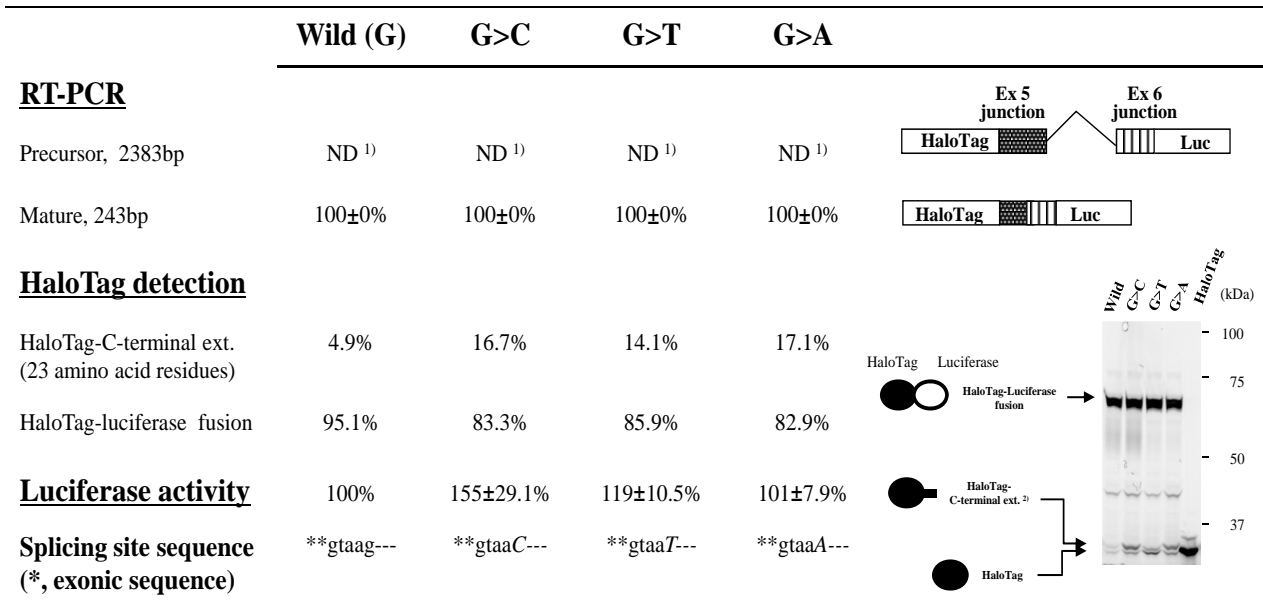 Wild (G) G>C G>T G>A
RT-PCR
Ex 5 junction Ex 6 junction
HaloTag Luc
Precursor, 2383bp ND 1) ND 1) ND 1) ND 1)
Mature, 243bp 100±0% 100±0% 100±0% 100±0%
HaloTag Luc
HaloTag detection
Wild G>C G>T G>A HaloTag (kDa)
100
75
50
37
HaloTag-C-terminal ext. 4.9% 16.7% 14.1% 17.1%
(23 amino acid residues)
HaloTag Luciferase
HaloTag-Luciferase
fusion
HaloTag-luciferase fusion 95.1% 83.3% 85.9% 82.9%
Luciferase activity 100% 155±29.1% 119±10.5% 101±7.9%
HaloTag-
C-terminal ext. 2)
Splicing site sequence **gtaag--- **gtaaC--- **gtaaT--- **gtaaA---
(*, exonic sequence)
HaloTag